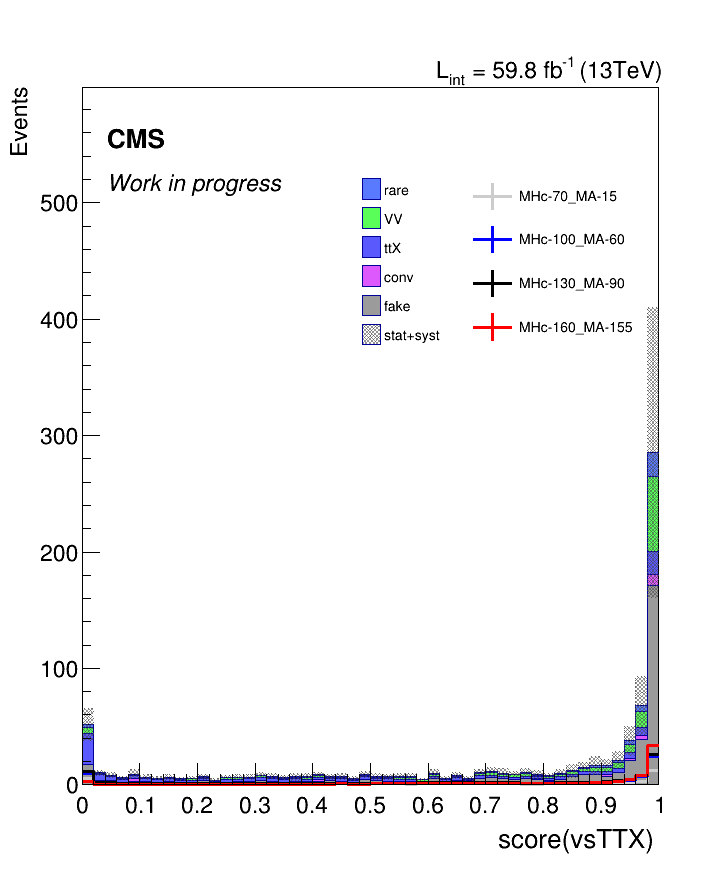 L_int = 59.8 fb^-1 (13TeV)
Events
CMS
Work in progress
rare
VV
ttX
conv
fake
stat+syst
MHc-70_MA-15
MHc-100_MA-60
MHc-130_MA-90
MHc-160_MA-155
500
400
300
200
100
0
0 0.1 0.2 0.3 0.4 0.5 0.6 0.7 0.8 0.9 1
score(vsTTX)